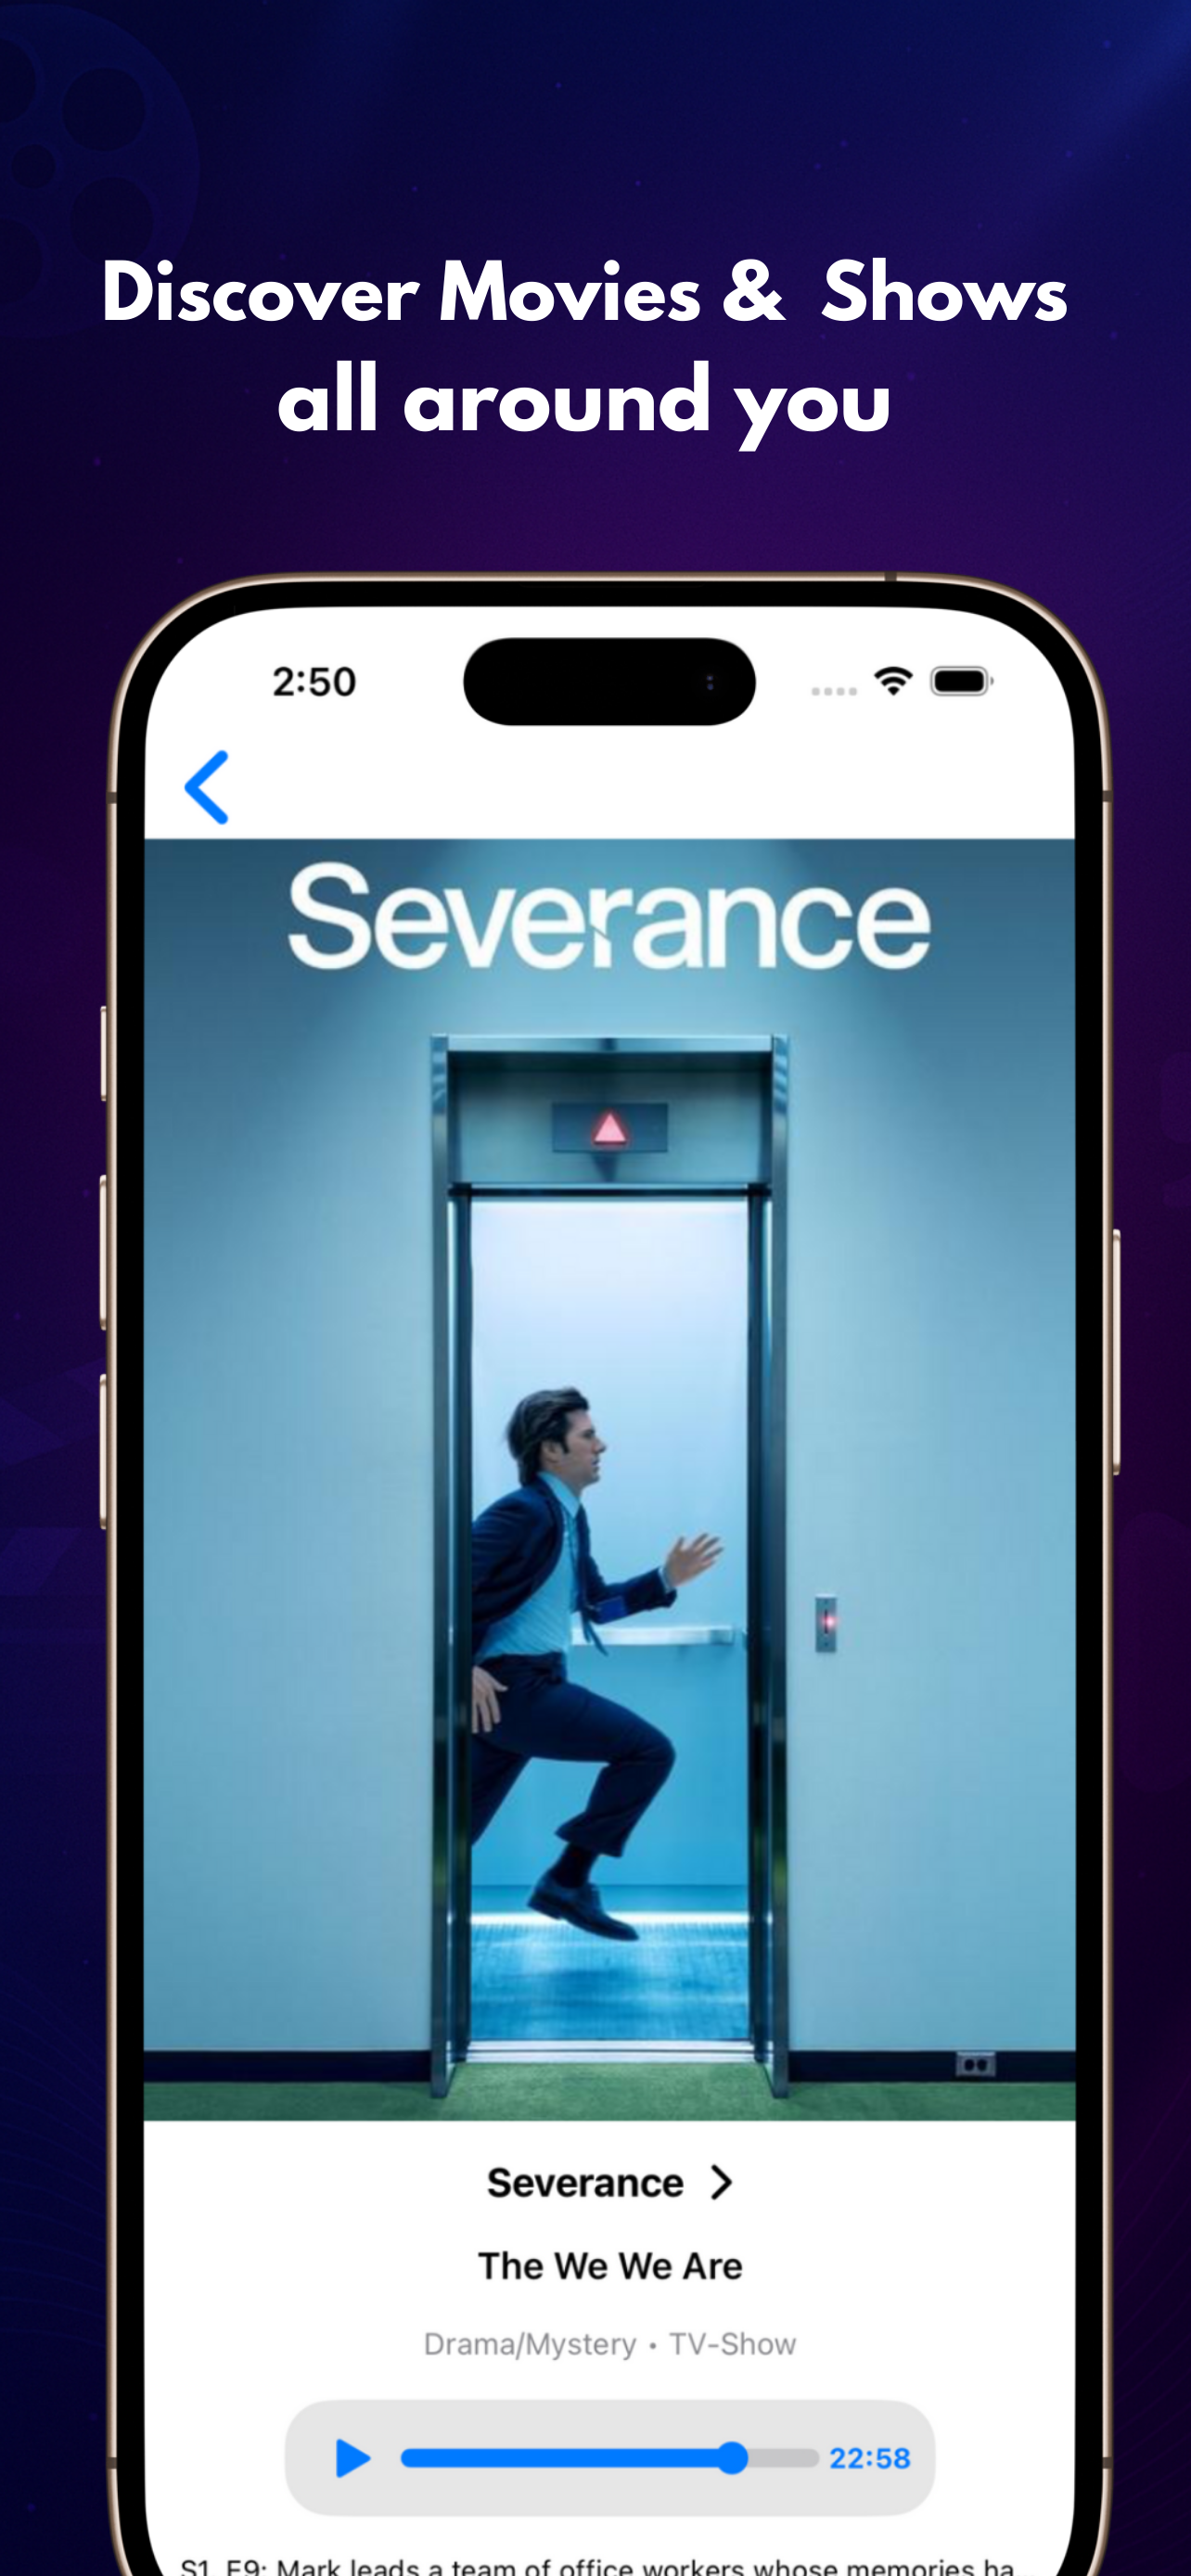 Discover Movies & Shows
all around you
2:50
Severance
Severance
The We We Are
Drama/Mystery • TV-Show
22:58
S1, E9: Mark leads a team of office workers whose memories ha...